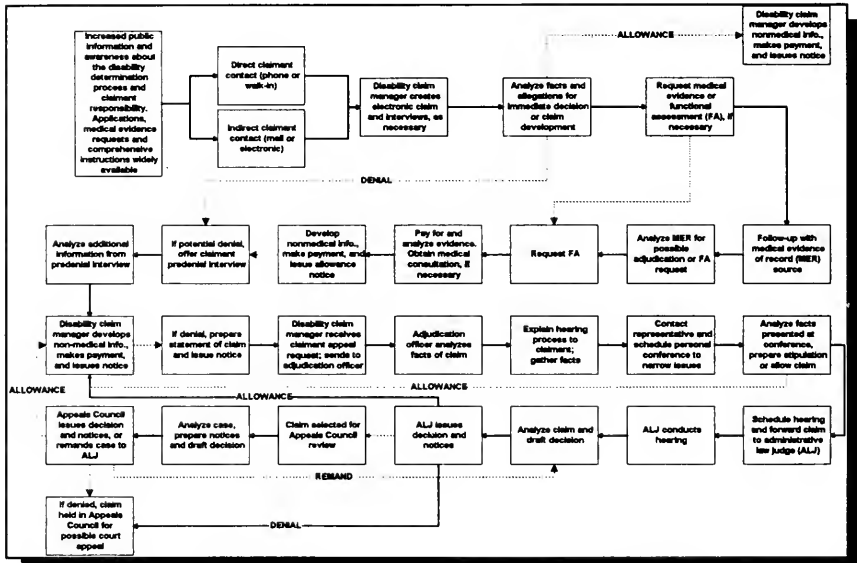 Increased public
information and
awareness about
the disability
determination
process and
claimant
responsibility.
Applications,
medical evidence
requests and
comprehensive
instructions widely
available
Direct claimant
contact (phone or
walk-in)
Indirect claimant
contact (mail or
electronic)
Disability claim
manager creates
electronic claim
and interviews, as
necessary
Analyze facts and
allegations for
immediate decision
or claim
development
Request medical
evidence or
functional
assessment (FA), if
necessary
ALLOWANCE
Disability claim
manager develops
nonmedical info.,
makes payment,
and issues notice
DENIAL
Analyze additional
information from
predenial interview
If potential denial,
offer claimant
predenial interview
Develop
nonmedical info.,
make payment, and
issue allowance
notice
Pay for and
analyze evidence.
Obtain medical
consultation, if
necessary
Request FA
Analyze MER for
possible
adjudication or FA
request
Follow-up with
medical evidence
of record (MER)
source
Disability claim
manager develops
non-medical info.,
makes payment,
and issues notice
If denial, prepare
statement of claim
and issue notice
Disability claim
manager receives
claimant appeal
request; sends to
adjudication officer
Adjudication
officer analyzes
facts of claim
Explain hearing
process to
claimant;
gather facts
Contact
representative and
schedule personal
conference to
narrow issues
Analyze facts
presented at
conference,
prepare stipulation
or allow claim
ALLOWANCE
ALLOWANCE
ALLOWANCE
Appeals Council
issues decision
and notices, or
remands case to
ALJ
Analyze case,
prepare notices
and draft decision
Claim selected for
Appeals Council
review
ALJ issues
decision and
notices
Analyze claim and
draft decision
ALJ conducts
hearing
Schedule hearing
and forward claim
to administrative
law judge (ALJ)
REMAND
If denied, claim
held in Appeals
Council for
possible court
appeal
DENIAL